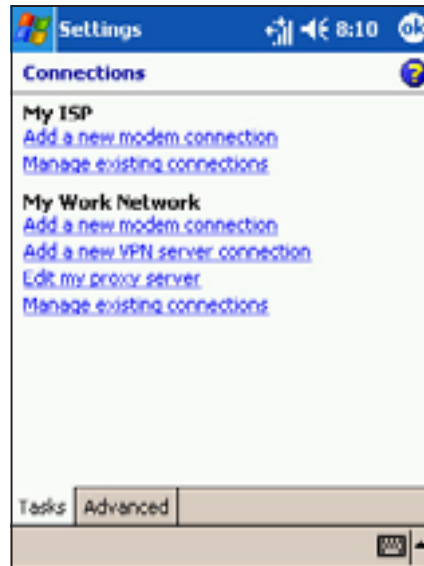 Settings 8:10 ok
Connections ?
My ISP
Add a new modem connection
Manage existing connections
My Work Network
Add a new modem connection
Add a new VPN server connection
Edit my proxy server
Manage existing connections
Tasks Advanced